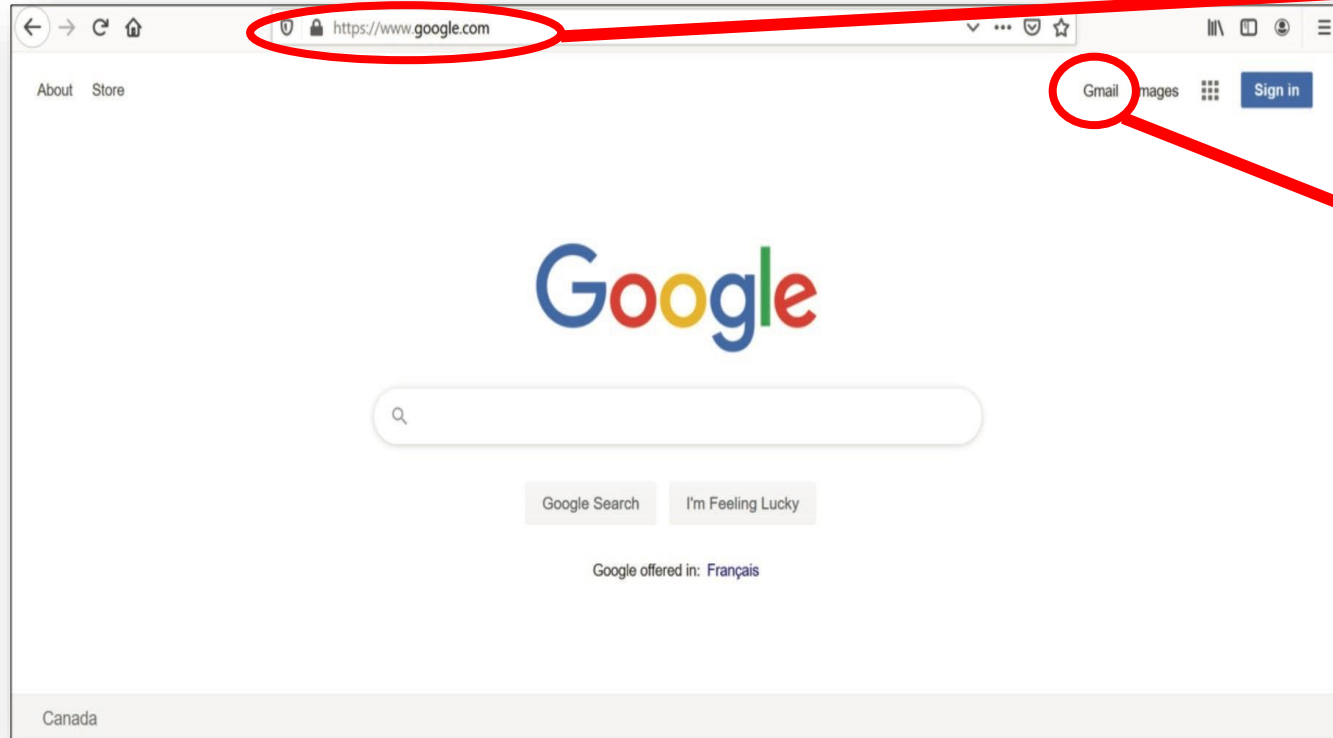 https://www.google.com
About Store Gmail mages Sign in
Google
Google Search I'm Feeling Lucky
Google offered in: Français
Canada